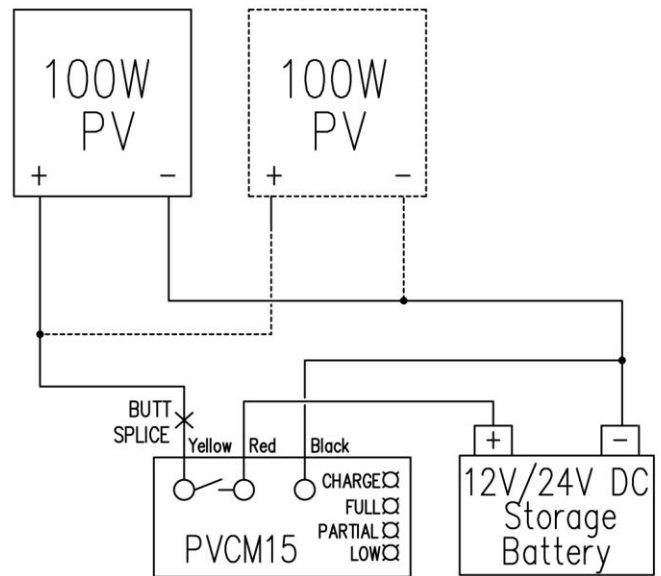 100W
PV
+ -
100W
PV
+ -
BUTT
SPLICE
Yellow Red Black
CHARGE
FULL
PARTIAL
LOW
PVCM15
+ -
12V/24V DC
Storage
Battery